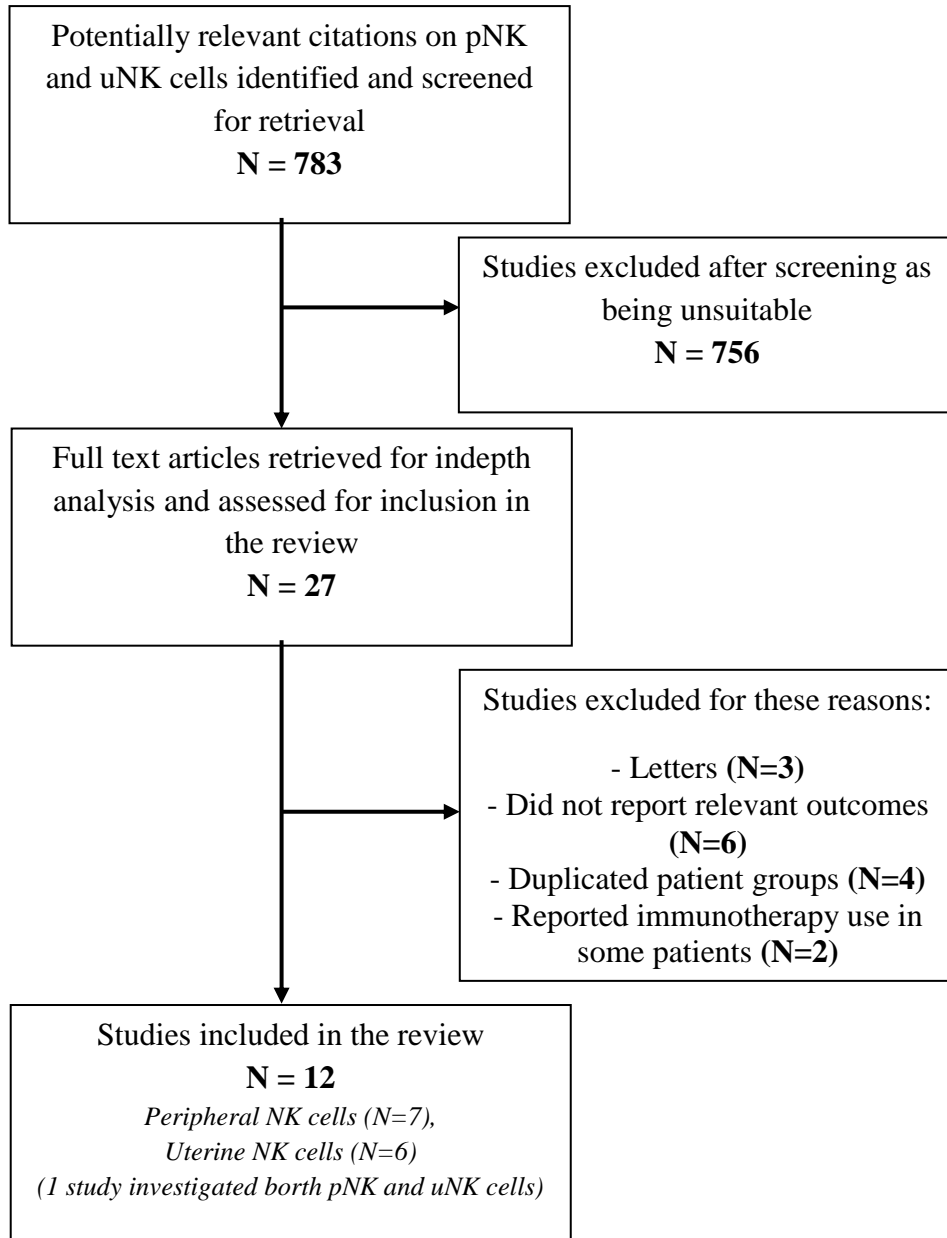 Potentially relevant citations on pNK
and uNK cells identified and screened
for retrieval
N = 783
Studies excluded after screening as
being unsuitable
N = 756
Full text articles retrieved for indepth
analysis and assessed for inclusion in
the review
N = 27
Studies excluded for these reasons:
- Letters (N=3)
- Did not report relevant outcomes
(N=6)
- Duplicated patient groups (N=4)
- Reported immunotherapy use in
some patients (N=2)
Studies included in the review
N = 12
Peripheral NK cells (N=7),
Uterine NK cells (N=6)
(1 study investigated borth pNK and uNK cells)